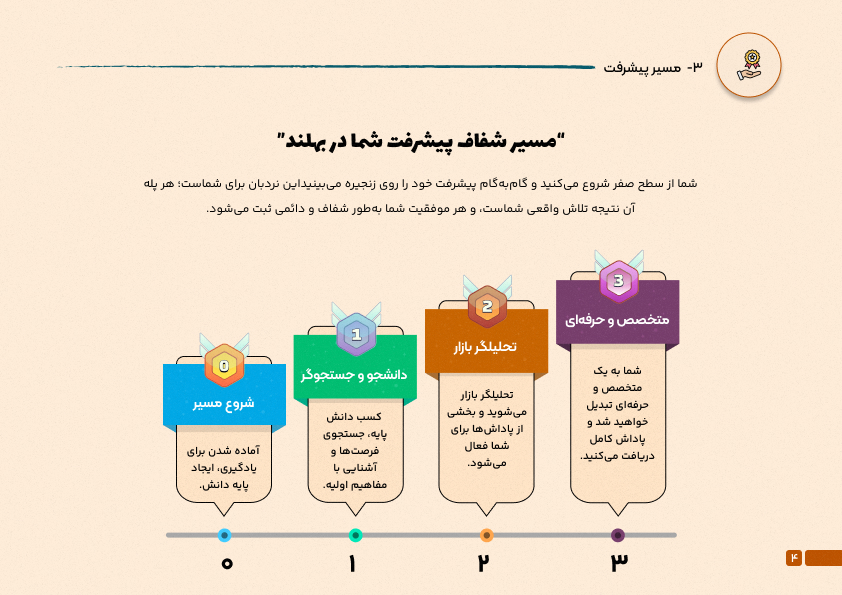 ۳- مسیر پیشرفت
“مسیر شفاف پیشرفت شما در بهلند”
شما از سطح صفر شروع می‌کنید و گام‌به‌گام پیشرفت خود را روی زنجیره می‌بینیداین نردبان برای شماست؛ هر پله
آن نتیجه تلاش واقعی شماست، و هر موفقیت شما به‌طور شفاف و دائمی ثبت می‌شود.
3
متخصص و حرفه‌ای
شما به یک
متخصص و
حرفه‌ای تبدیل
خواهید شد و
پاداش کامل
دریافت می‌کنید.
2
تحلیلگر بازار
تحلیلگر بازار
می‌شوید و بخشی
از پاداش‌ها برای
شما فعال
می‌شود.
1
دانشجو و جستجوگر
کسب دانش
پایه، جستجوی
فرصت‌ها و
آشنایی با
مفاهیم اولیه.
0
شروع مسیر
آماده شدن برای
یادگیری، ایجاد
پایه دانش.
۰ ۱ ۲ ۳
۴